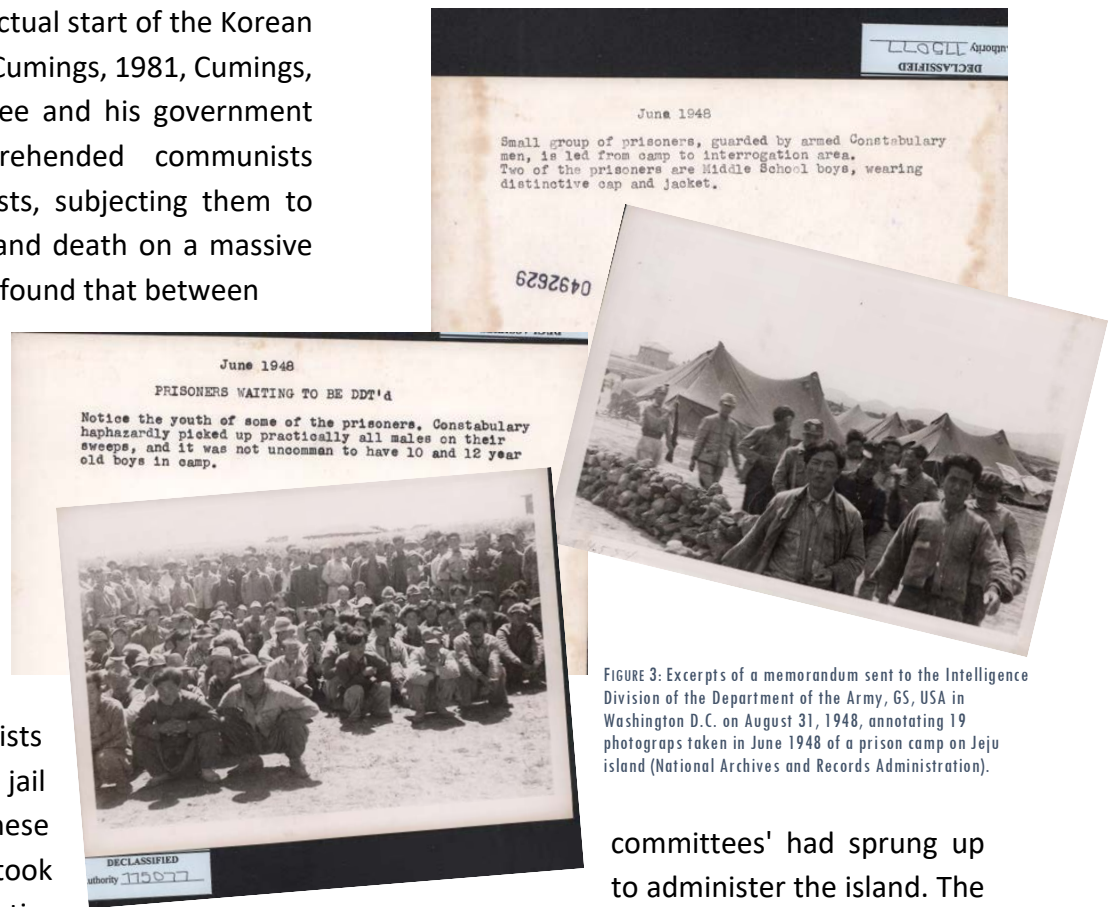 ctual start of the Korean
Cumings, 1981, Cumings,
ee and his government
rehended communists
sts, subjecting them to
and death on a massive
found that between
uthority 775077
DECLASSIFIED
June 1948
Small group of prisoners, guarded by armed Constabulary
men, is led from camp to interrogation area.
Two of the prisoners are Middle School boys, wearing
distinctive cap and jacket.
0492629
June 1948
PRISONERS WAITING TO BE DDT'd
Notice the youth of some of the prisoners. Constabulary
haphazardly picked up practically all males on their
sweeps, and it was not uncommon to have 10 and 12 year
old boys in camp.
DECLASSIFIED
uthority 775077
FIGURE 3: Excerpts of a memorandum sent to the Intelligence
Division of the Department of the Army, GS, USA in
Washington D.C. on August 31, 1948, annotating 19
photograps taken in June 1948 of a prison camp on Jeju
island (National Archives and Records Administration).
ists
jail
hese
took
committees' had sprung up
to administer the island. The